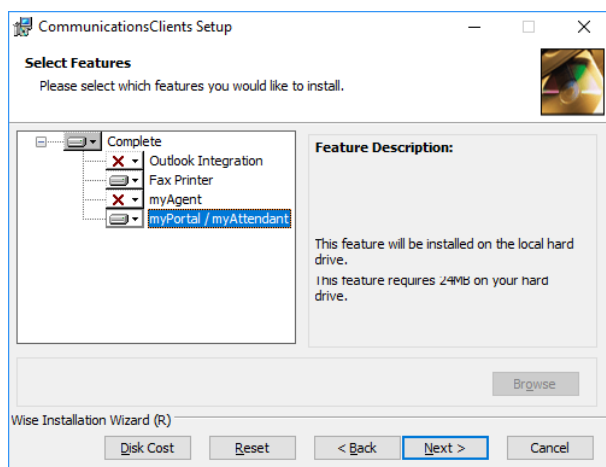 CommunicationsClients Setup
Select Features
Please select which features you would like to install.
Complete
Outlook Integration
Fax Printer
myAgent
myPortal / myAttendant
Feature Description:
This feature will be installed on the local hard
drive.
This feature requires 24MB on your hard
drive.
Browse
Wise Installation Wizard (R)
Disk Cost
Reset
< Back
Next >
Cancel